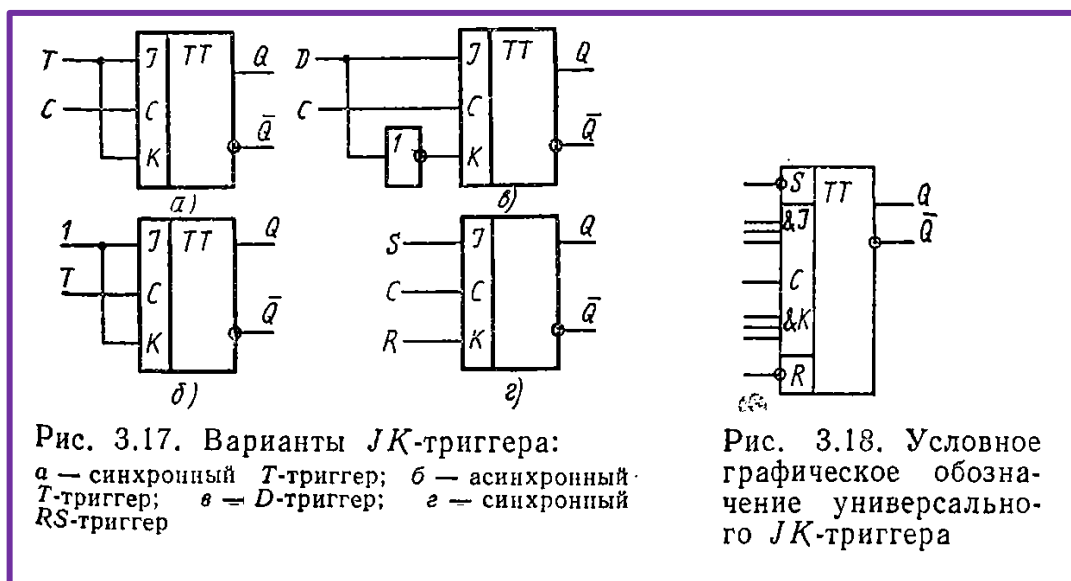 T
C
J
C
K
TT
Q
Q̄
а)
D
C
J
C
K
TT
1
Q
Q̄
в)
1
T
J
C
K
TT
Q
Q̄
б)
S
C
R
J
C
K
TT
Q
Q̄
г)
S
&J
C
&K
R
TT
Q
Q̄
Рис. 3.17. Варианты JK-триггера:
а — синхронный T-триггер; б — асинхронный
T-триггер; в — D-триггер; г — синхронный
RS-триггер
Рис. 3.18. Условное
графическое обозна-
чение универсально-
го JK-триггера